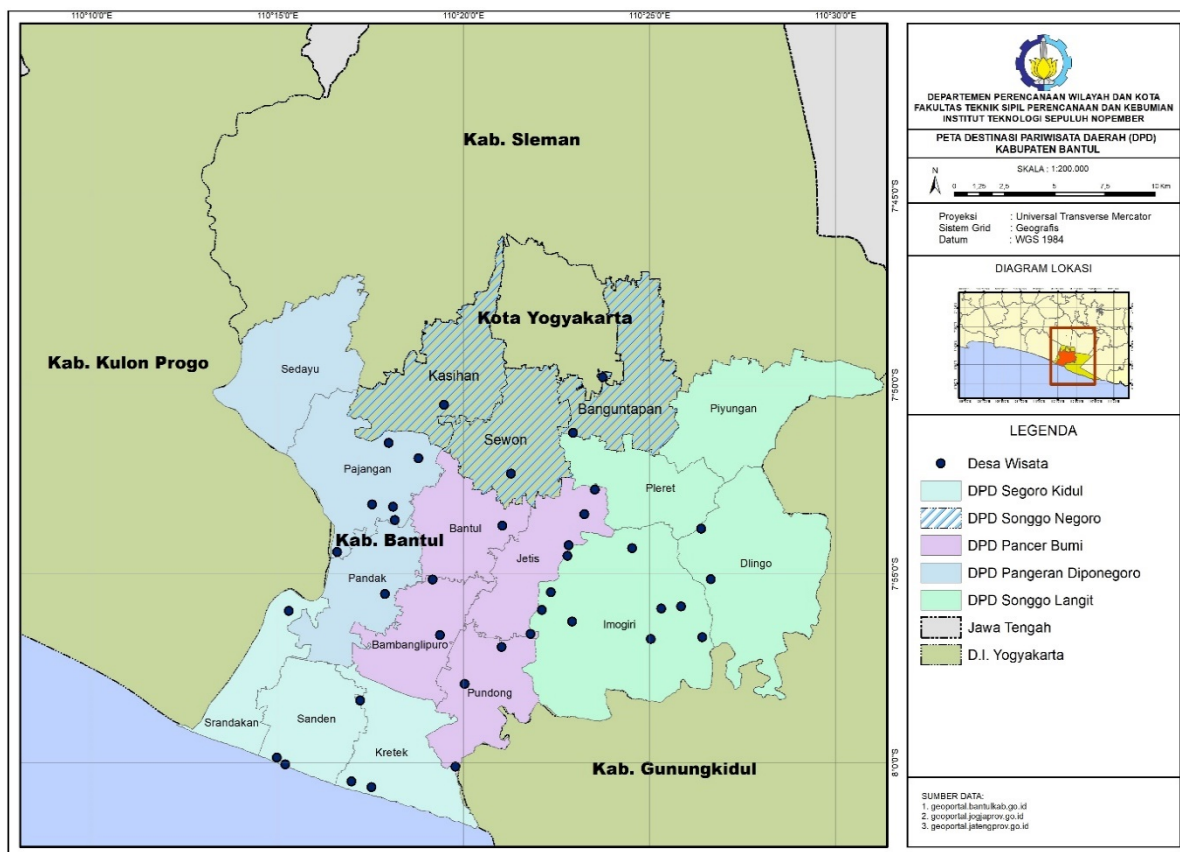 110°10'0"E
110°15'0"E
110°20'0"E
110°25'0"E
110°30'0"E
Kab. Sleman
Kota Yogyakarta
Kab. Kulon Progo
Sedayu
Kasihan
Banguntapan
Piyungan
Sewon
Pajangan
Pleret
Bantul
Kab. Bantul
Jetis
Dlingo
Pandak
Imogiri
Bambanglipuro
Pundong
Srandakan
Sanden
Kretek
Kab. Gunungkidul
7°45'0"S
7°50'0"S
7°55'0"S
8°0'0"S
DEPARTEMEN PERENCANAAN WILAYAH DAN KOTA
FAKULTAS TEKNIK SIPIL PERENCANAAN DAN KEBUMIAN
INSTITUT TEKNOLOGI SEPULUH NOPEMBER
PETA DESTINASI PARIWISATA DAERAH (DPD)
KABUPATEN BANTUL
N
SKALA : 1:200.000
0 1,25 2,5 5 7,5 10 Km
Proyeksi : Universal Transverse Mercator
Sistem Grid : Geografis
Datum : WGS 1984
DIAGRAM LOKASI
LEGENDA
Desa Wisata
DPD Segoro Kidul
DPD Songgo Negoro
DPD Pancer Bumi
DPD Pangeran Diponegoro
DPD Songgo Langit
Jawa Tengah
D.I. Yogyakarta
SUMBER DATA:
1. geoportal.bantulkab.go.id
2. geoportal.jogjaprov.go.id
3. geoportal.jatengprov.go.id